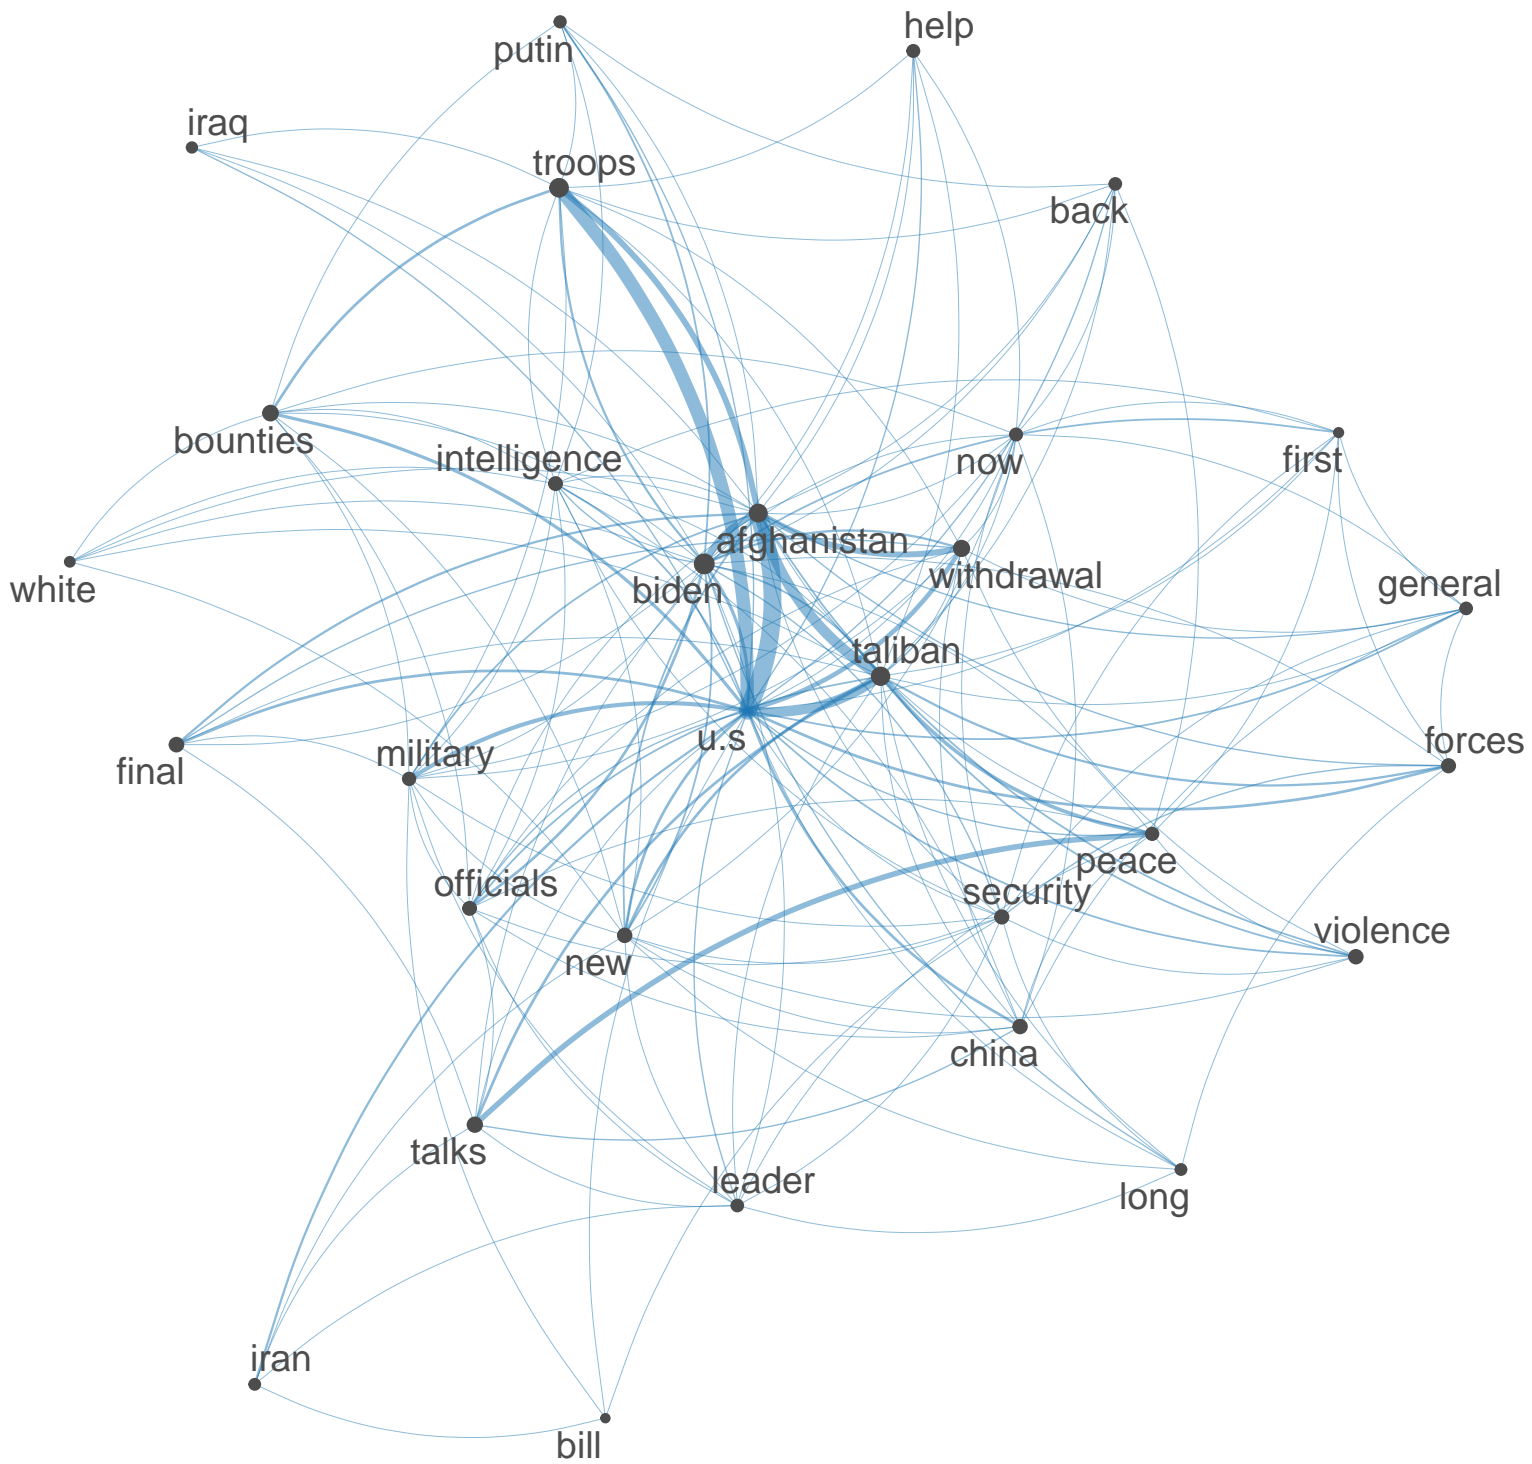 help
putin
iraq
troops
back
bounties
intelligence
now
first
afghanistan
withdrawal
white
biden
general
taliban
u.s
forces
military
final
peace
officials
security
violence
new
china
talks
leader
long
iran
bill